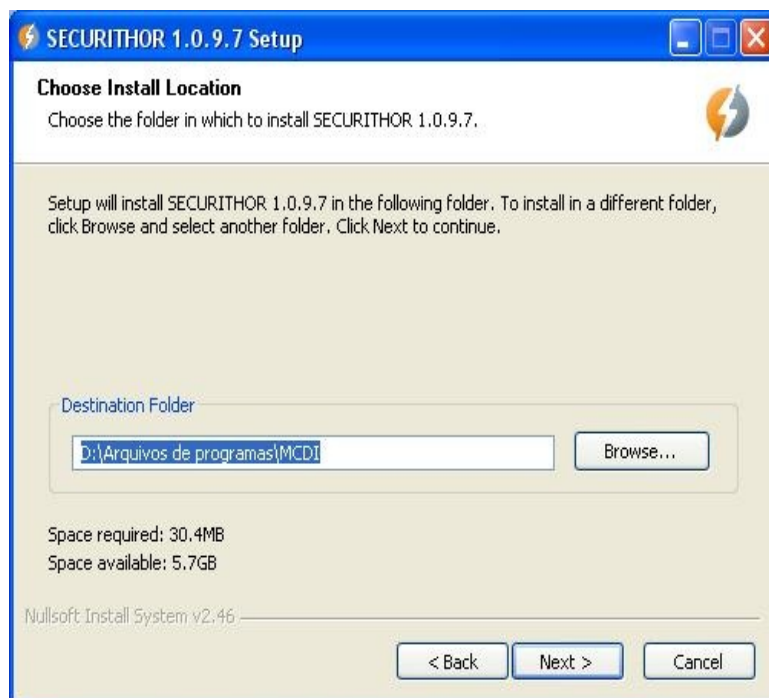 SECURITHOR 1.0.9.7 Setup
Choose Install Location
Choose the folder in which to install SECURITHOR 1.0.9.7.
Setup will install SECURITHOR 1.0.9.7 in the following folder. To install in a different folder,
click Browse and select another folder. Click Next to continue.
Destination Folder
D:\Arquivos de programas\MCDI
Browse...
Space required: 30.4MB
Space available: 5.7GB
Nullsoft Install System v2.46
< Back
Next >
Cancel